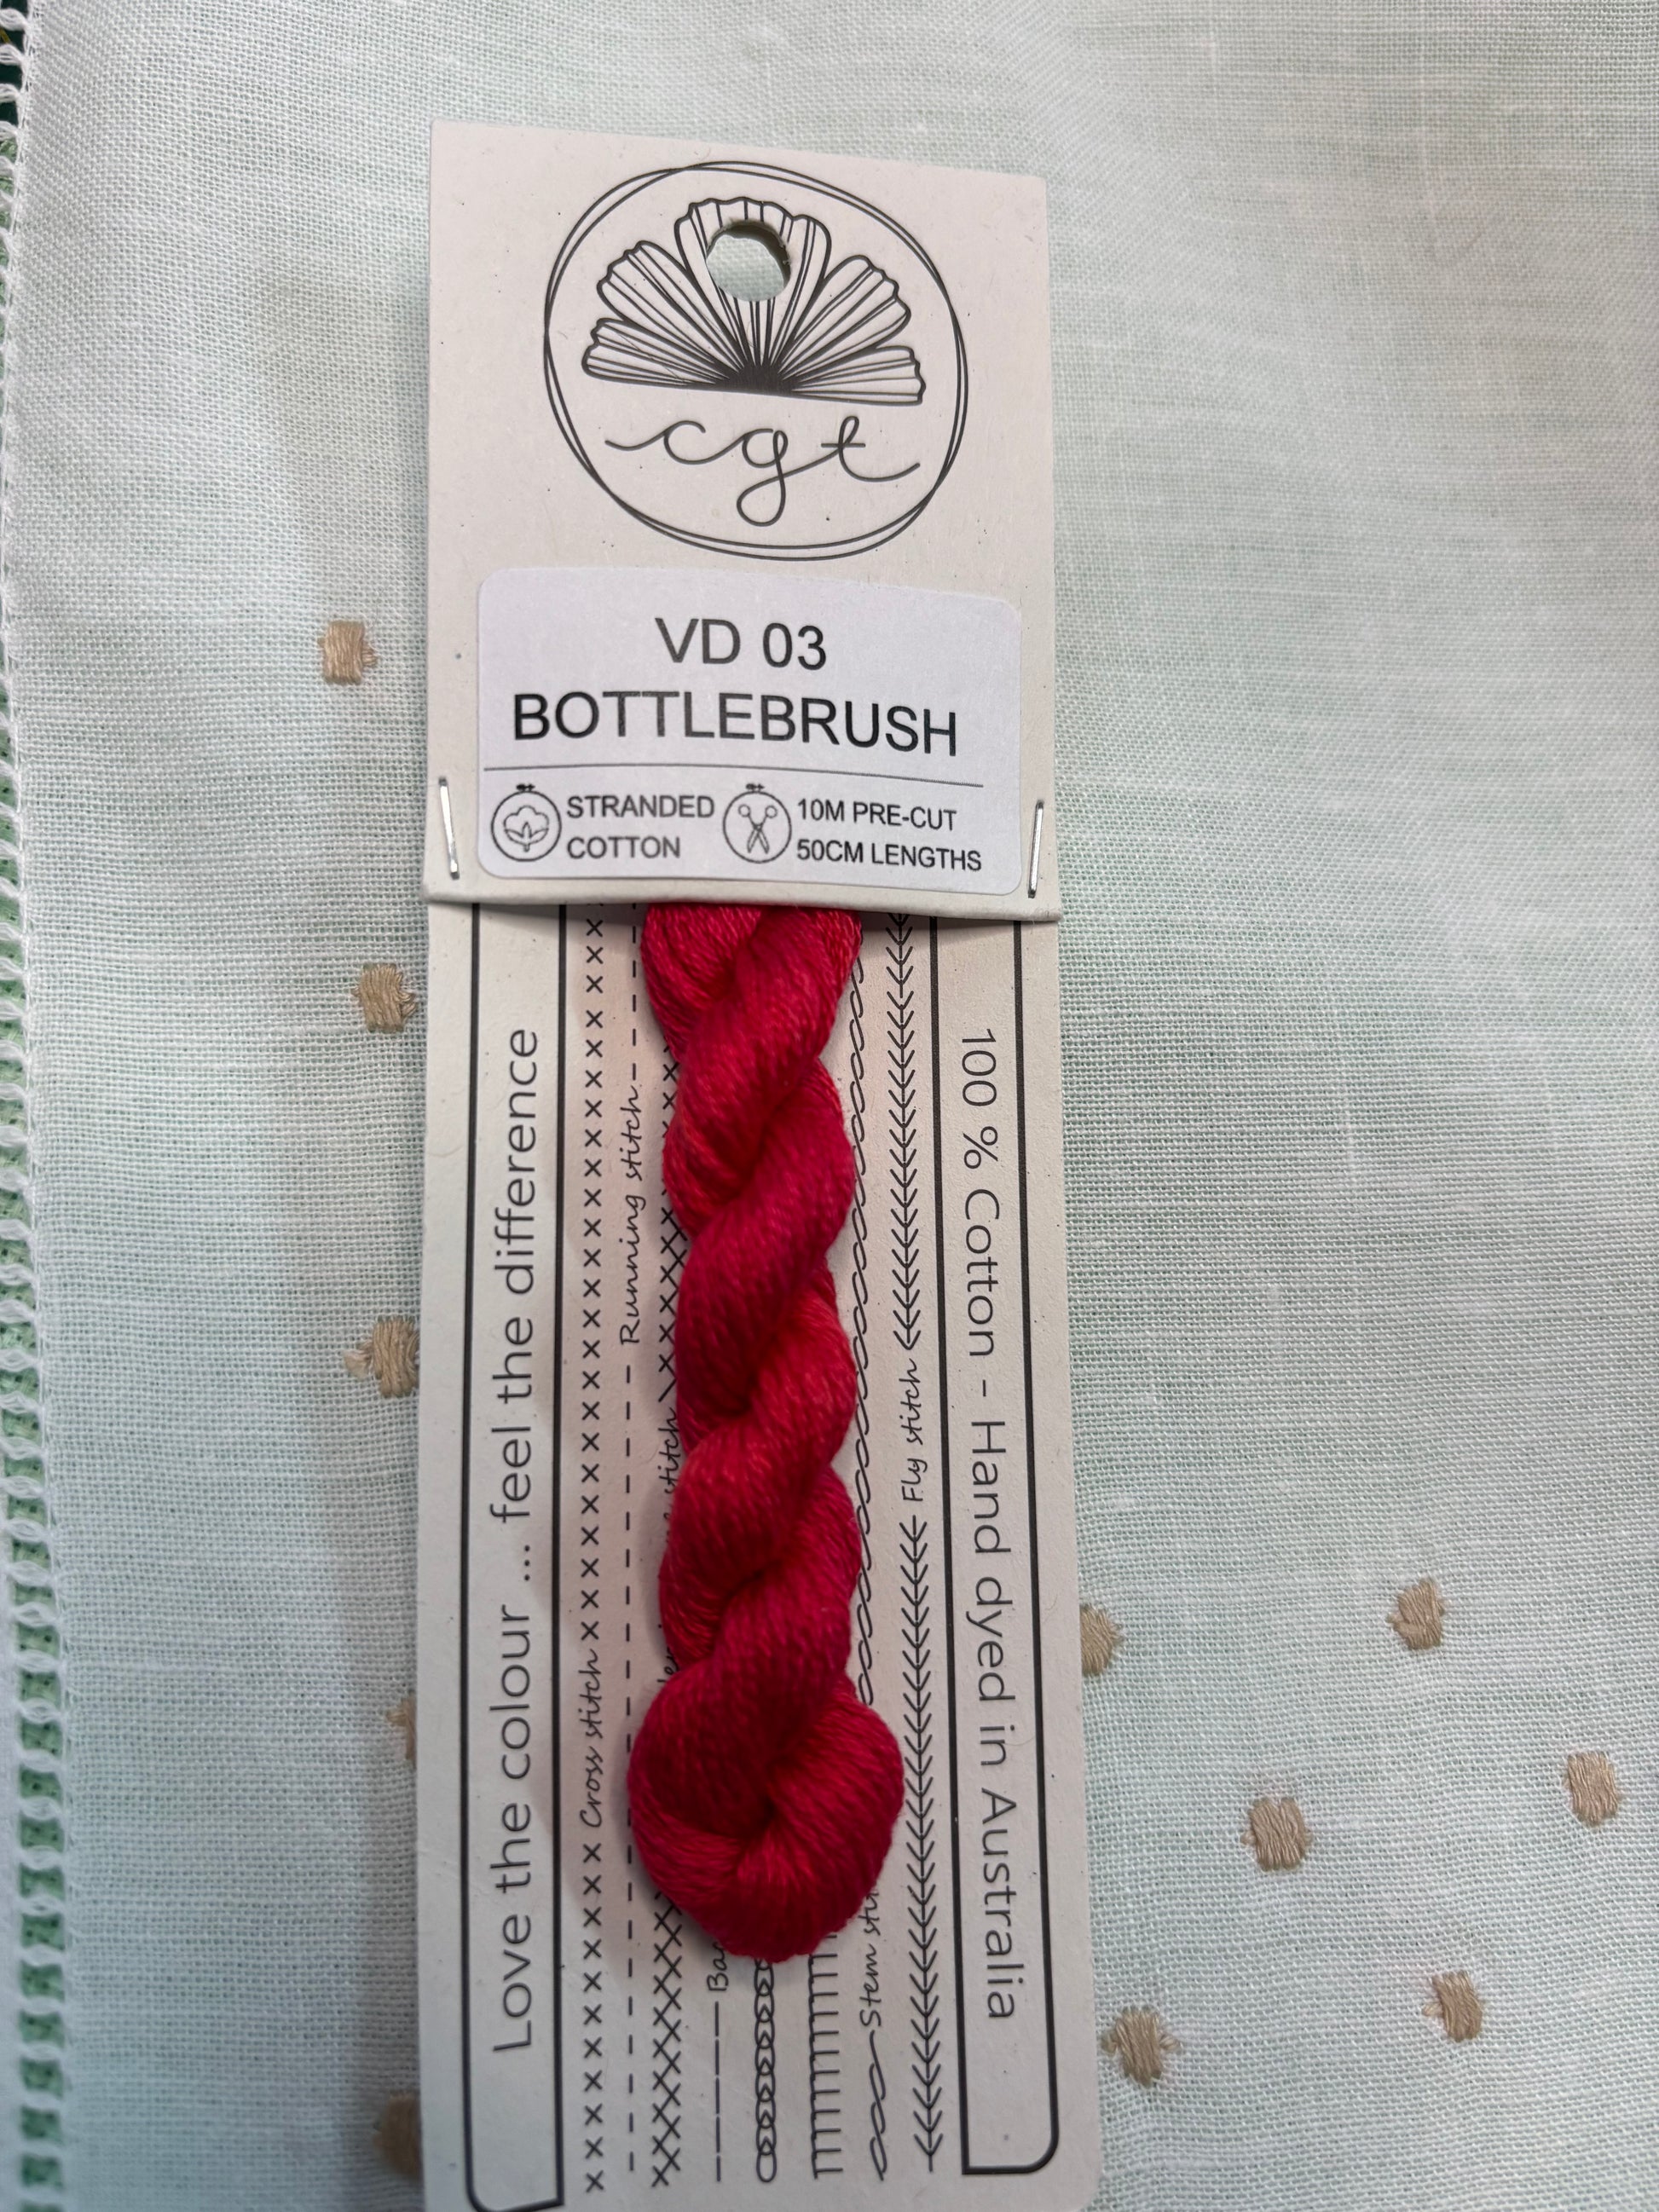 cgt
VD 03
BOTTLEBRUSH
STRANDED
COTTON
10M PRE-CUT
50CM LENGTHS
Love the colour ... feel the difference
Cross stitch
Running stitch
stitch
Stem
Fly stitch
100 % Cotton - Hand dyed in Australia